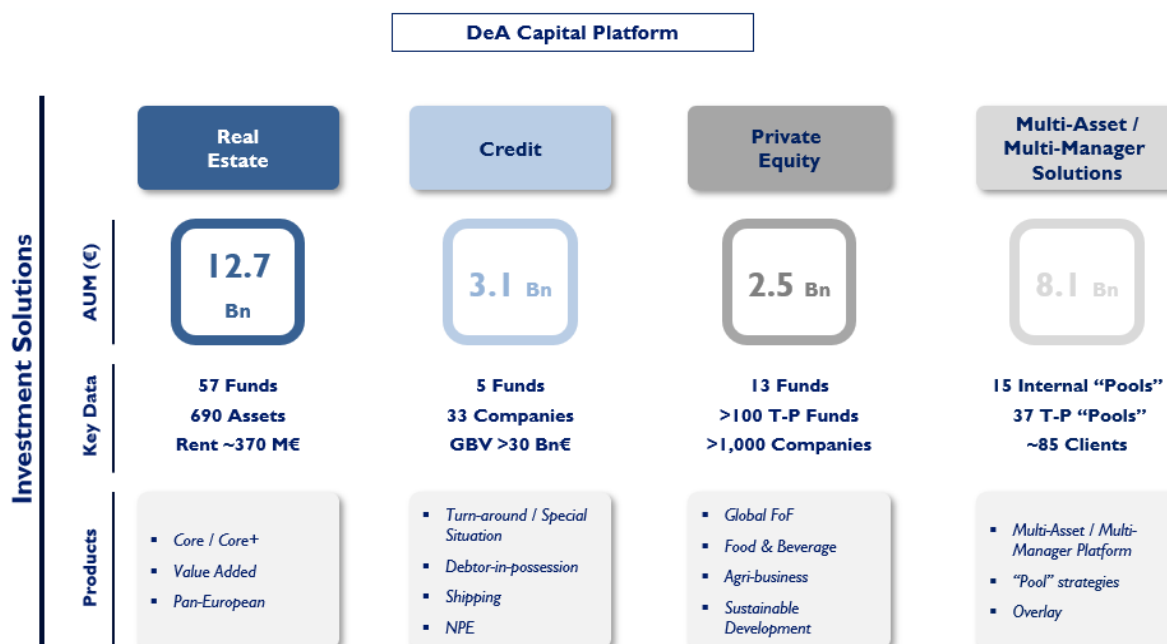 DeA Capital Platform
Investment Solutions
Real
Estate
Credit
Private
Equity
Multi-Asset /
Multi-Manager
Solutions
AUM (€)
12.7
Bn
3.1 Bn
2.5 Bn
8.1 Bn
Key Data
57 Funds
690 Assets
Rent ~370 M€
5 Funds
33 Companies
GBV >30 Bn€
13 Funds
>100 T-P Funds
>1,000 Companies
15 Internal “Pools”
37 T-P “Pools”
~85 Clients
Products
▪ Core / Core+
▪ Value Added
▪ Pan-European
▪ Turn-around / Special
Situation
▪ Debtor-in-possession
▪ Shipping
▪ NPE
▪ Global FoF
▪ Food & Beverage
▪ Agri-business
▪ Sustainable
Development
▪ Multi-Asset / Multi-
Manager Platform
▪ “Pool” strategies
▪ Overlay